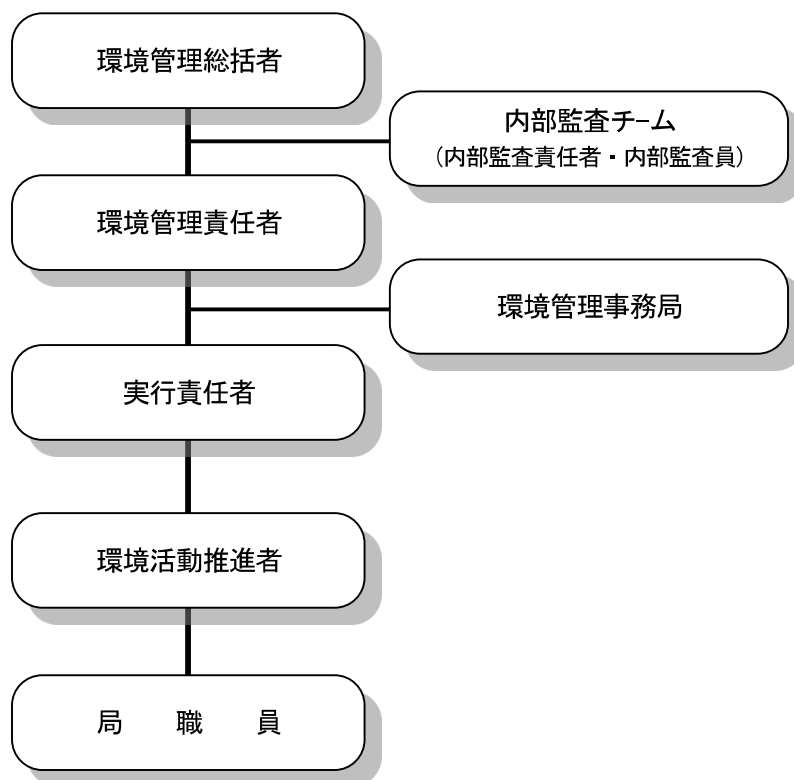 環境管理総括者
内部監査チーム
（内部監査責任者・内部監査員）
環境管理責任者
環境管理事務局
実行責任者
環境活動推進者
局　職　員